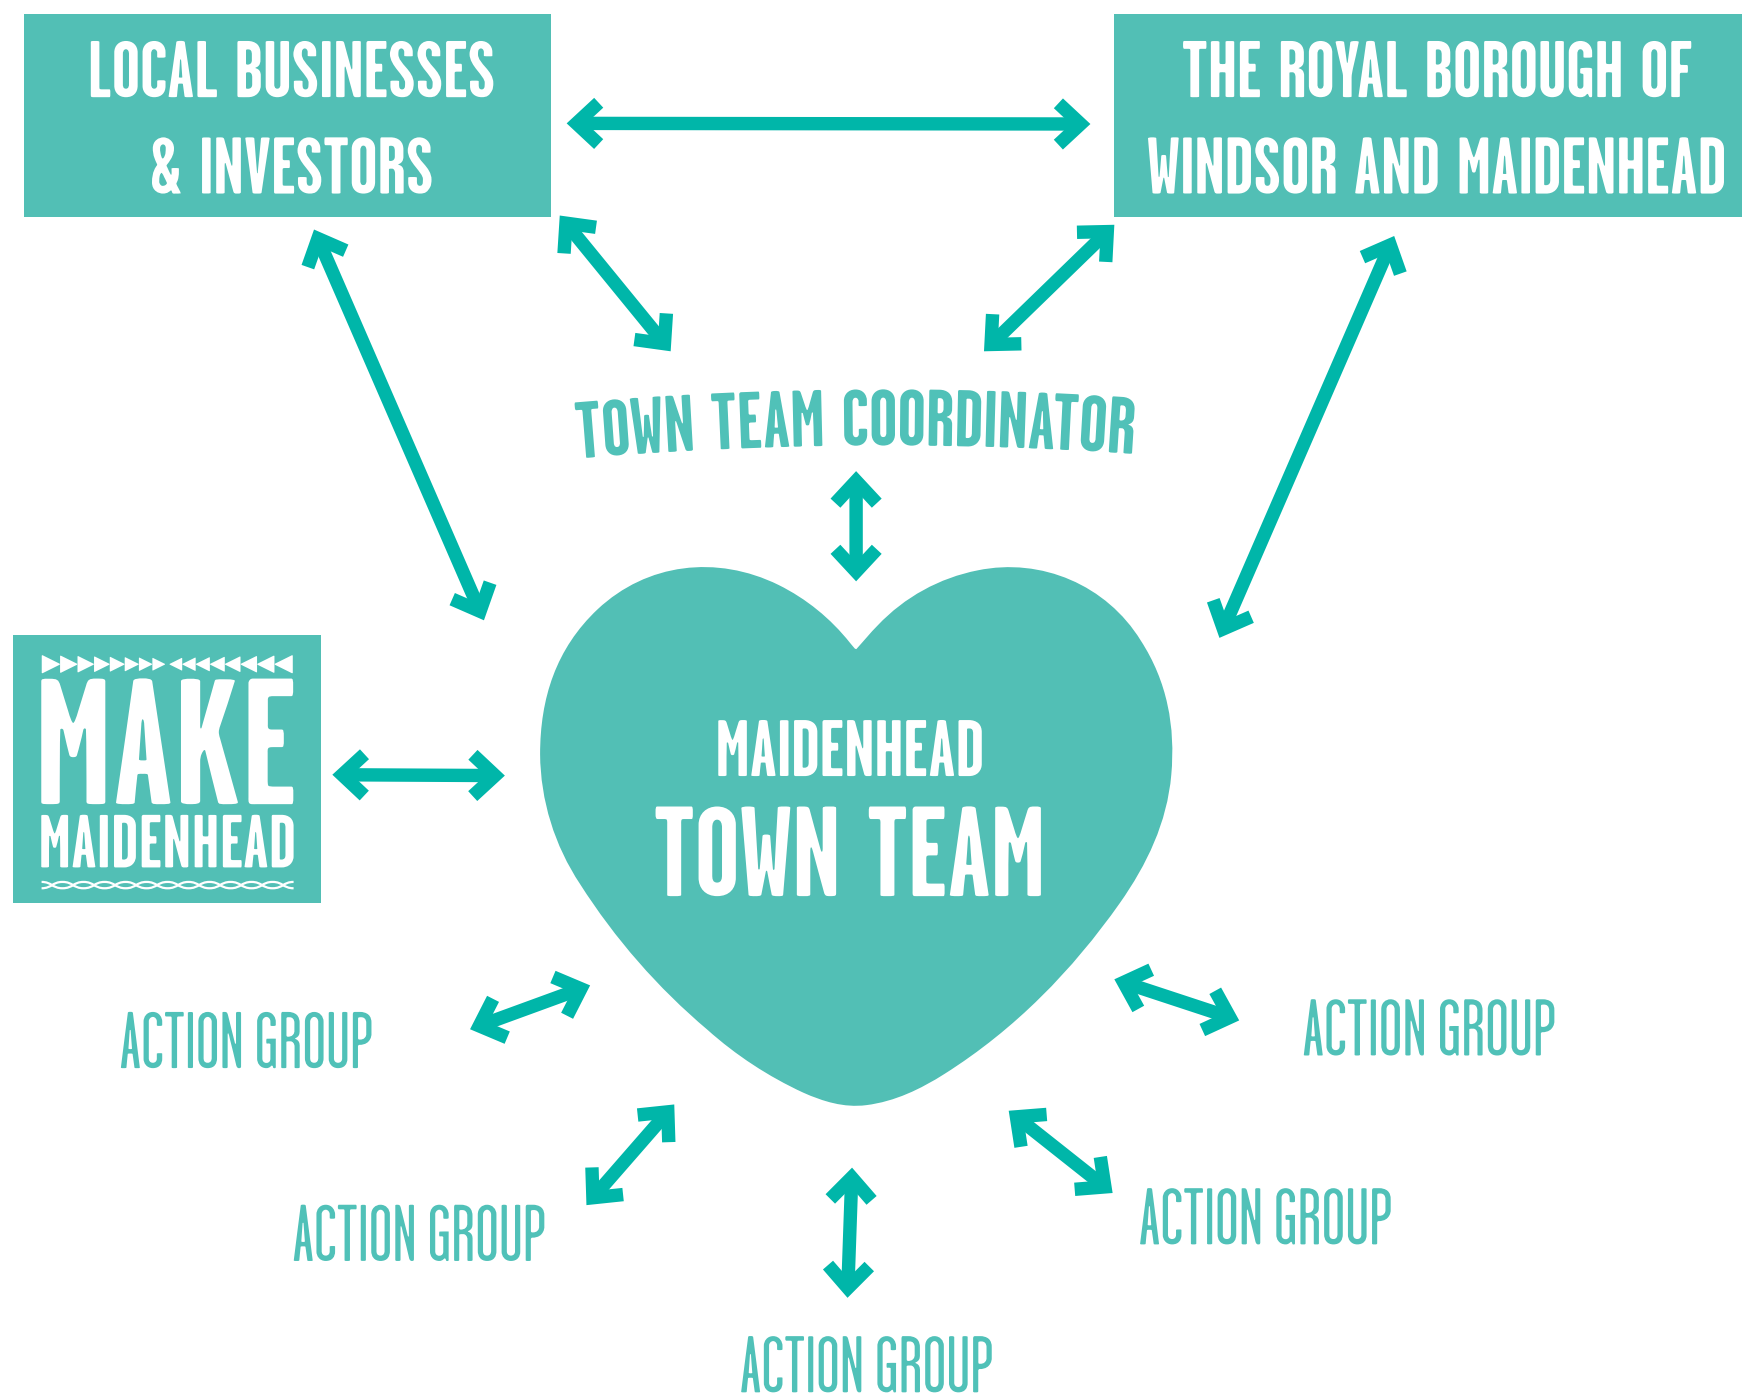 LOCAL BUSINESSES
& INVESTORS
THE ROYAL BOROUGH OF
WINDSOR AND MAIDENHEAD
TOWN TEAM COORDINATOR
MAKE
MAIDENHEAD
MAIDENHEAD
TOWN TEAM
ACTION GROUP
ACTION GROUP
ACTION GROUP
ACTION GROUP
ACTION GROUP